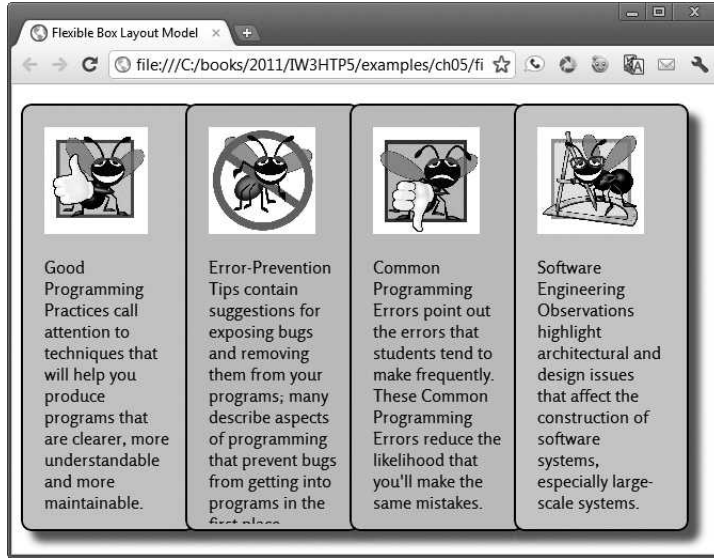 Flexible Box Layout Model
file:///C:/books/2011/IW3HTP5/examples/ch05/fi
Good
Programming
Practices call
attention to
techniques that
will help you
produce
programs that
are clearer, more
understandable
and more
maintainable.
Error-Prevention
Tips contain
suggestions for
exposing bugs
and removing
them from your
programs; many
describe aspects
of programming
that prevent bugs
from getting into
programs in the
first place.
Common
Programming
Errors point out
the errors that
students tend to
make frequently.
These Common
Programming
Errors reduce the
likelihood that
you'll make the
same mistakes.
Software
Engineering
Observations
highlight
architectural and
design issues
that affect the
construction of
software
systems,
especially large-
scale systems.